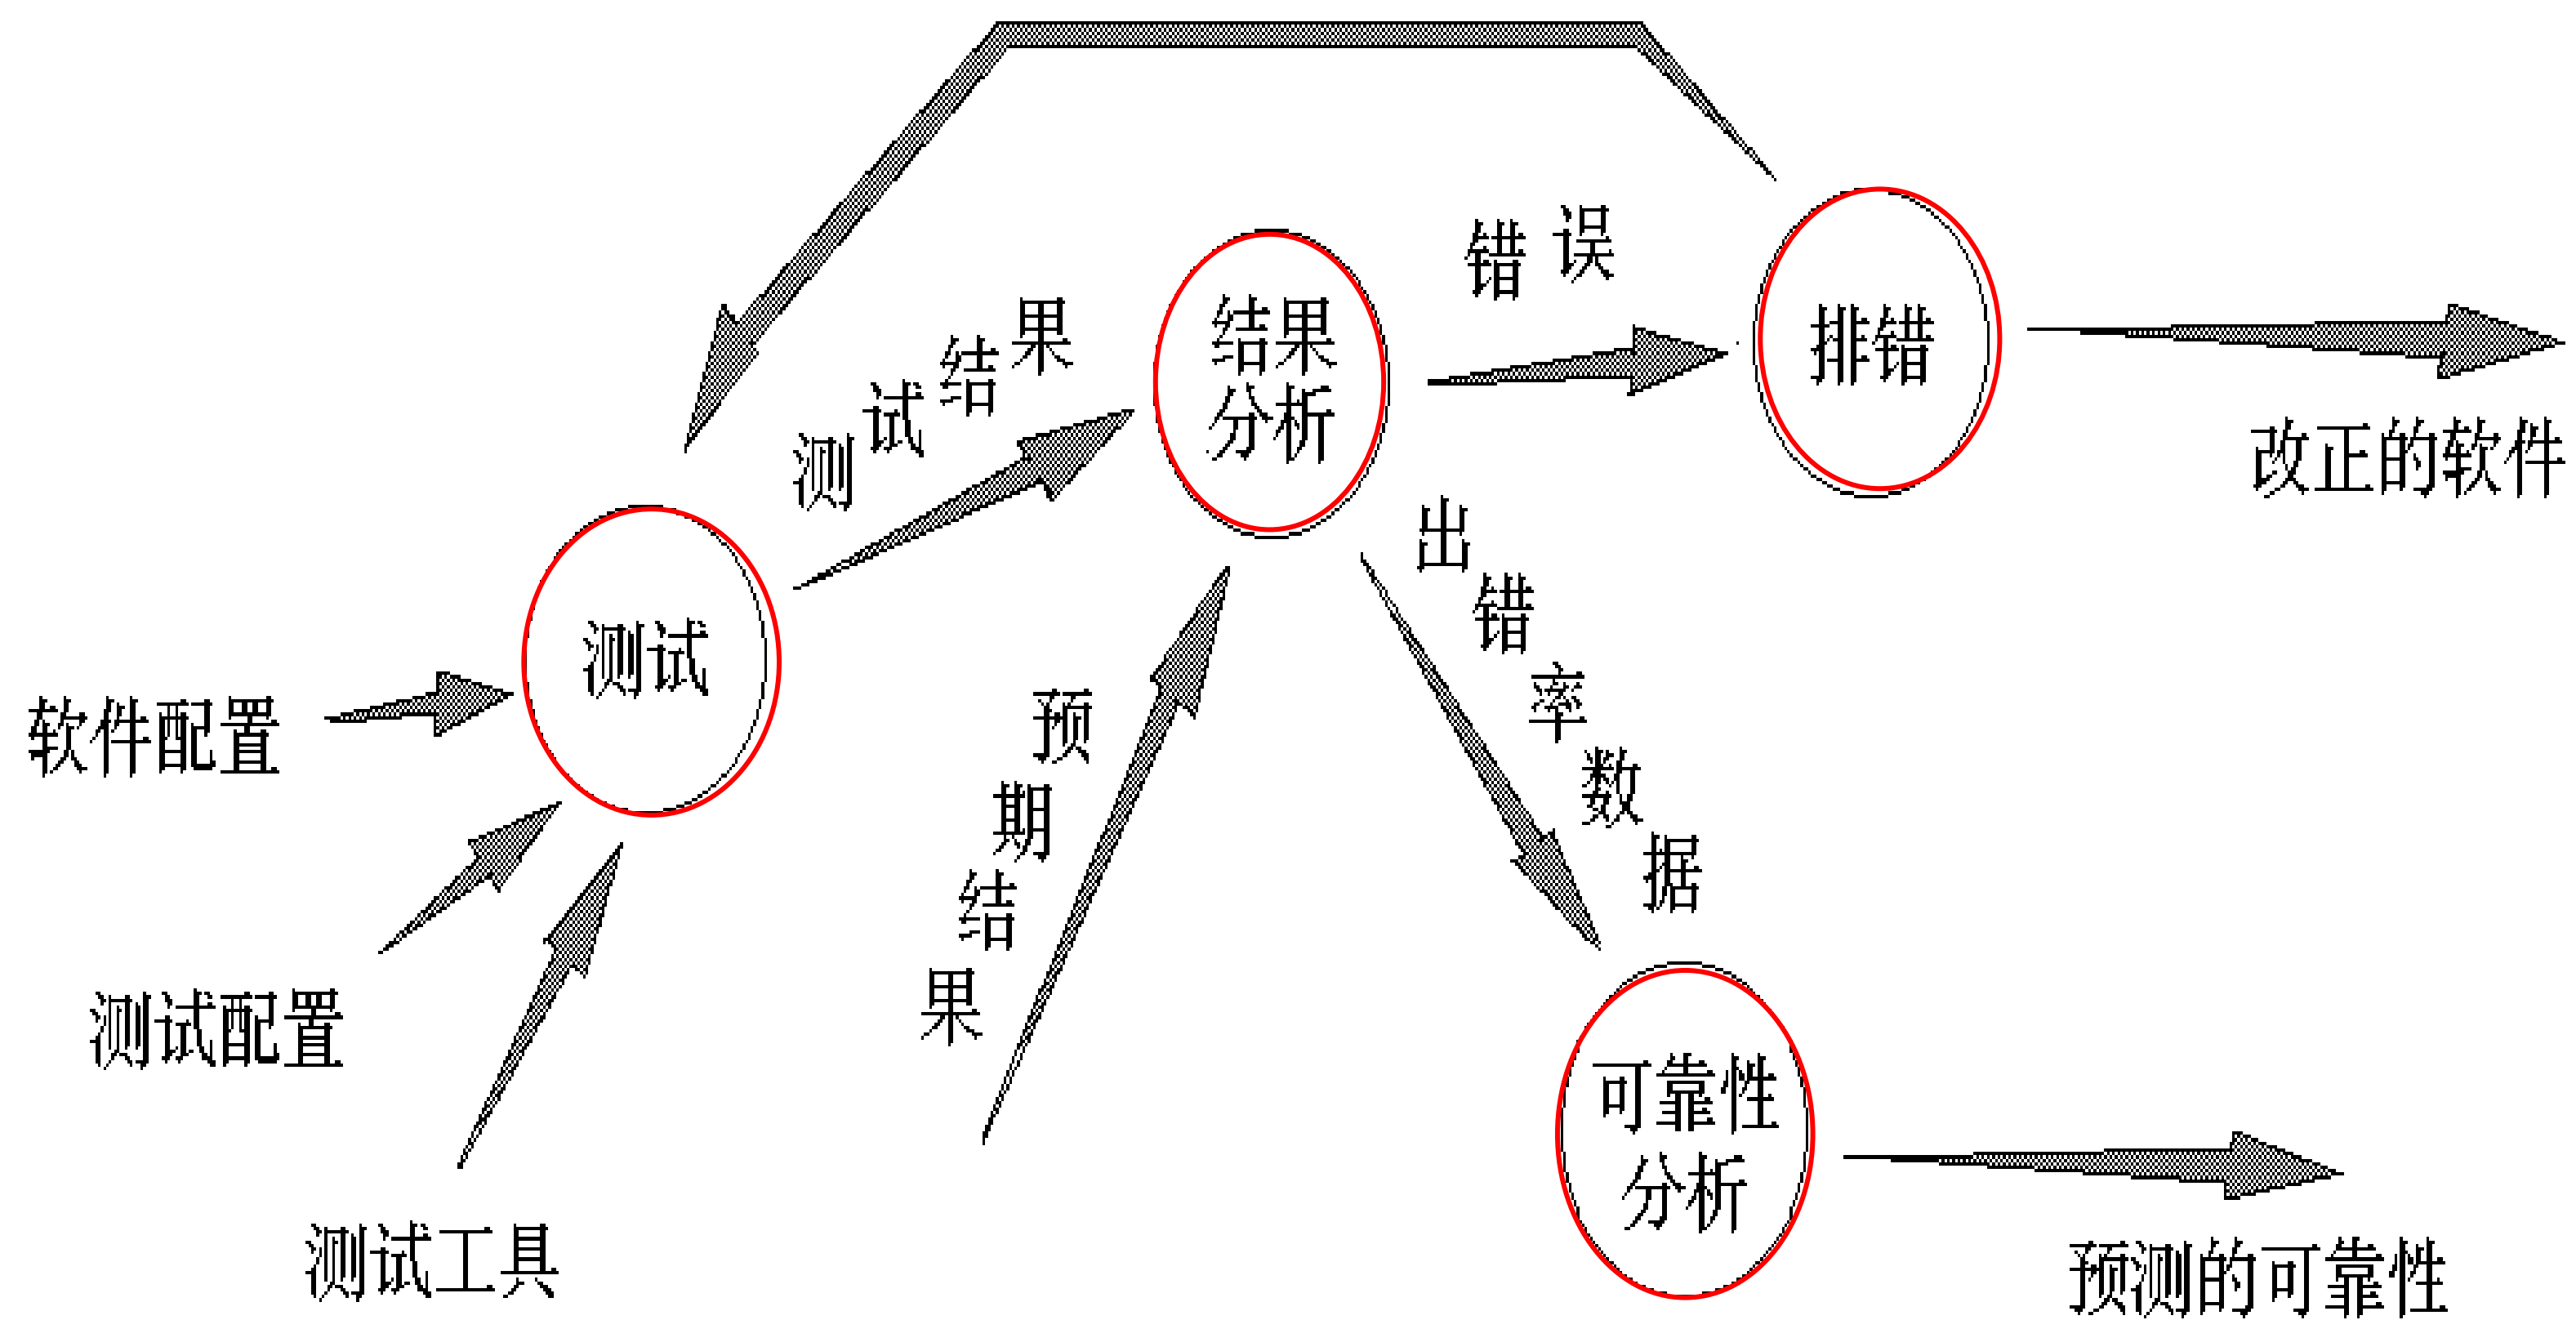 错误
测试结果
结果
分析
排错
改正的软件
测试
出错率数据
软件配置
预期结果
测试配置
可靠性
分析
测试工具
预测的可靠性